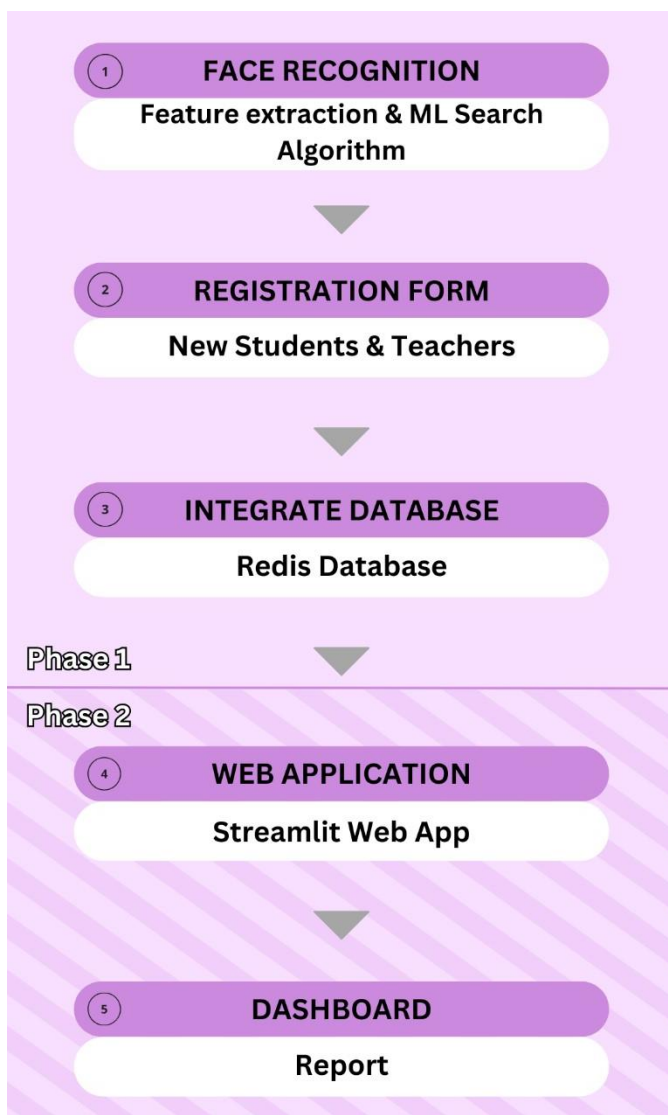 1 FACE RECOGNITION
Feature extraction & ML Search
Algorithm
2 REGISTRATION FORM
New Students & Teachers
3 INTEGRATE DATABASE
Redis Database
Phase 1
Phase 2
4 WEB APPLICATION
Streamlit Web App
5 DASHBOARD
Report